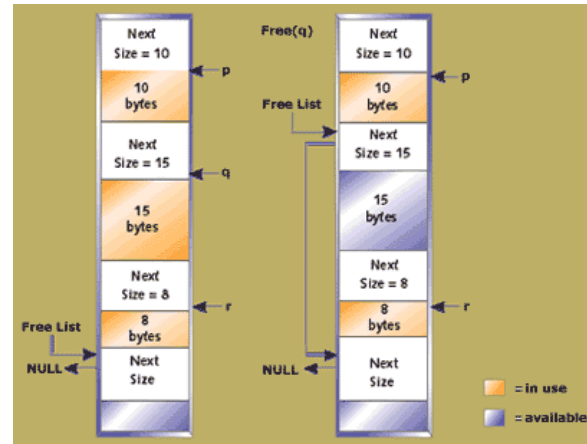 Next
Size = 10
p
10
bytes
Next
Size = 15
q
15
bytes
Next
Size = 8
r
8
bytes
Free List
NULL
Next
Size
Free(q)
Next
Size = 10
p
10
bytes
Free List
Next
Size = 15
15
bytes
Next
Size = 8
r
8
bytes
NULL
Next
Size
= in use
= available